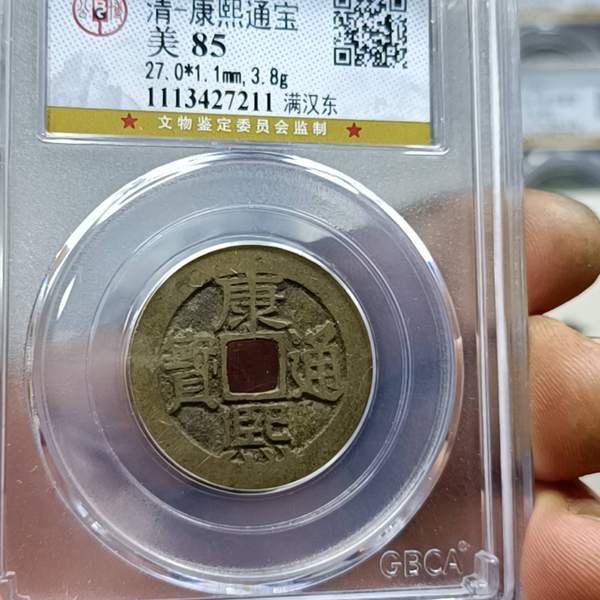 清-康熙通宝
美 85
27.0*1.1mm,3.8g
1113427211 满汉东
★ 文物鉴定委员会监制 ★
康
寶 通
熙
GBCA®